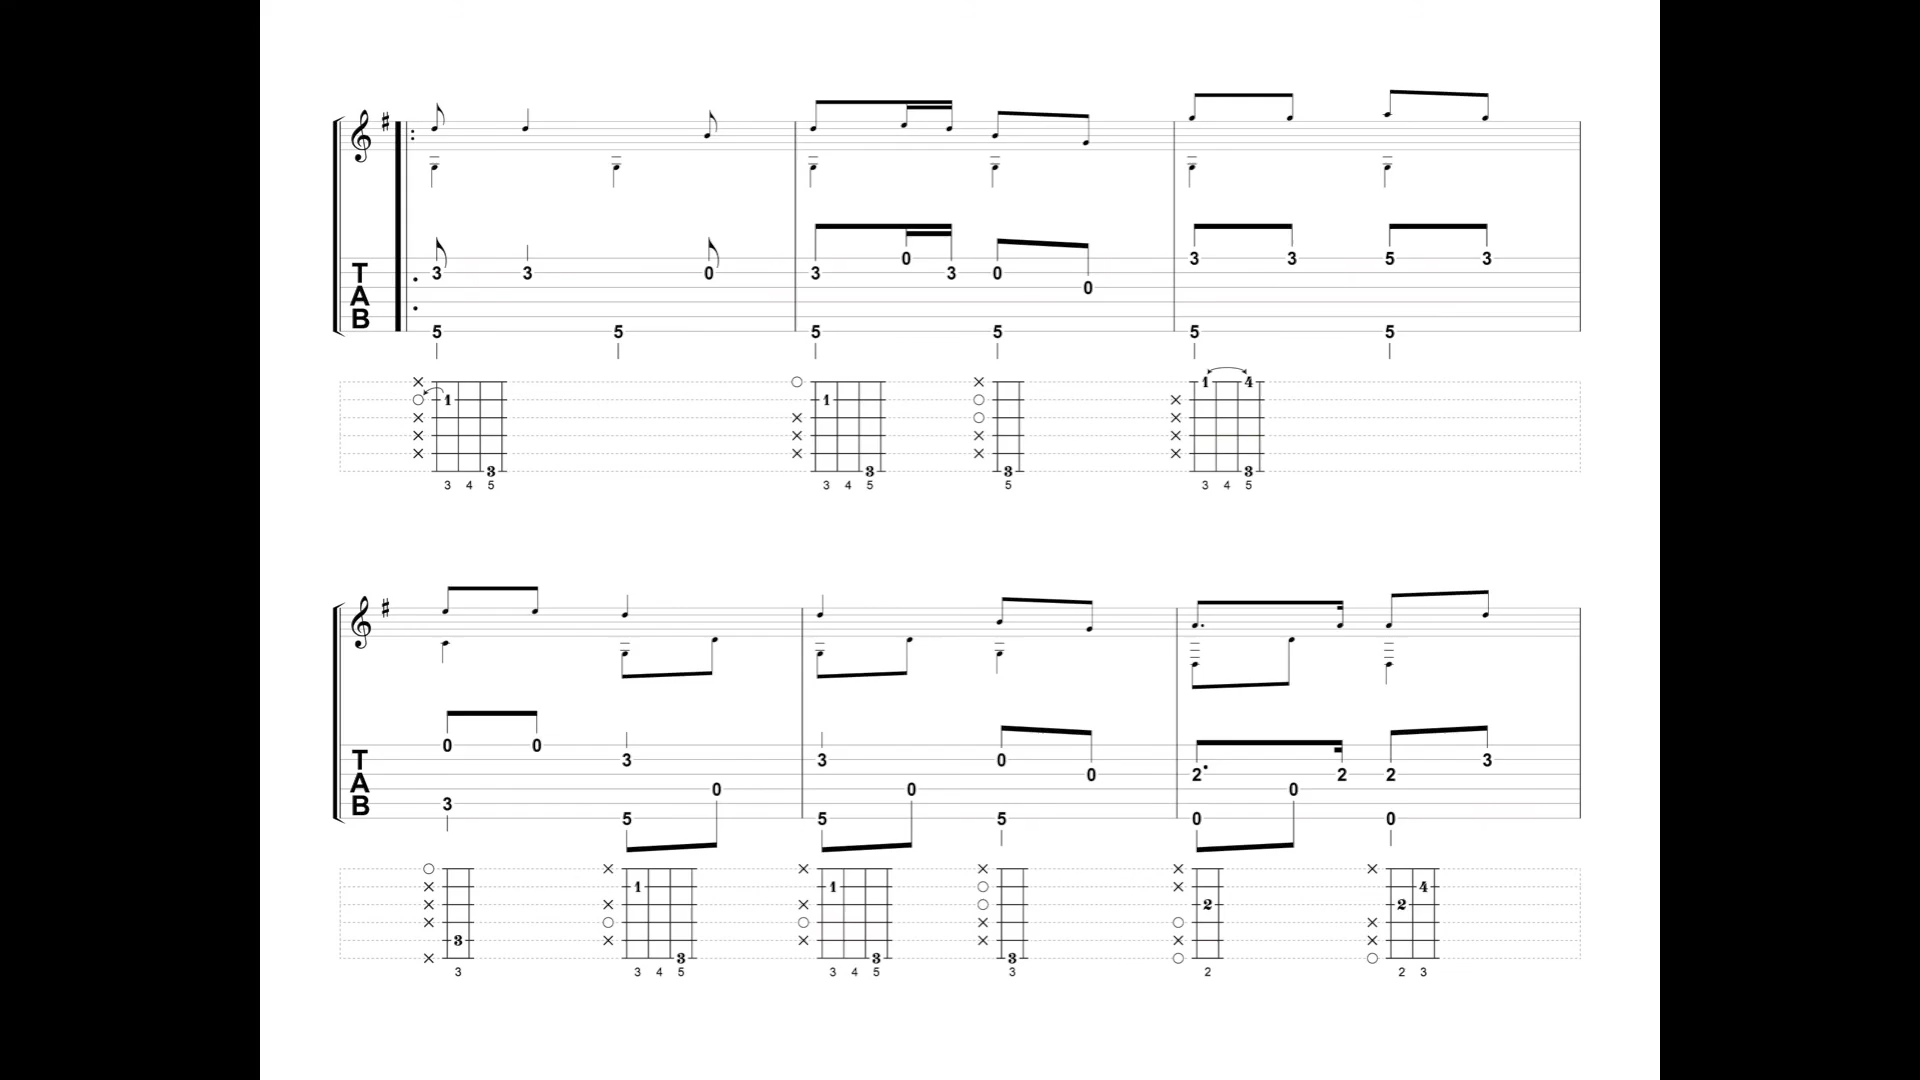 3 3 0 3 0 3 0 0 3 3 5 3
TAB
5 5 5 5 5 5
1 1 1 4
3 3 3 3
3 4 5 3 4 5 5 3 4 5
0 0 3 3 0 0 2 2 2 3
TAB
3 5 0 5 0 5 0 0 0
1 1 2 2 4
3 3 3 3
3 3 4 5 3 4 5 3 2 2 3